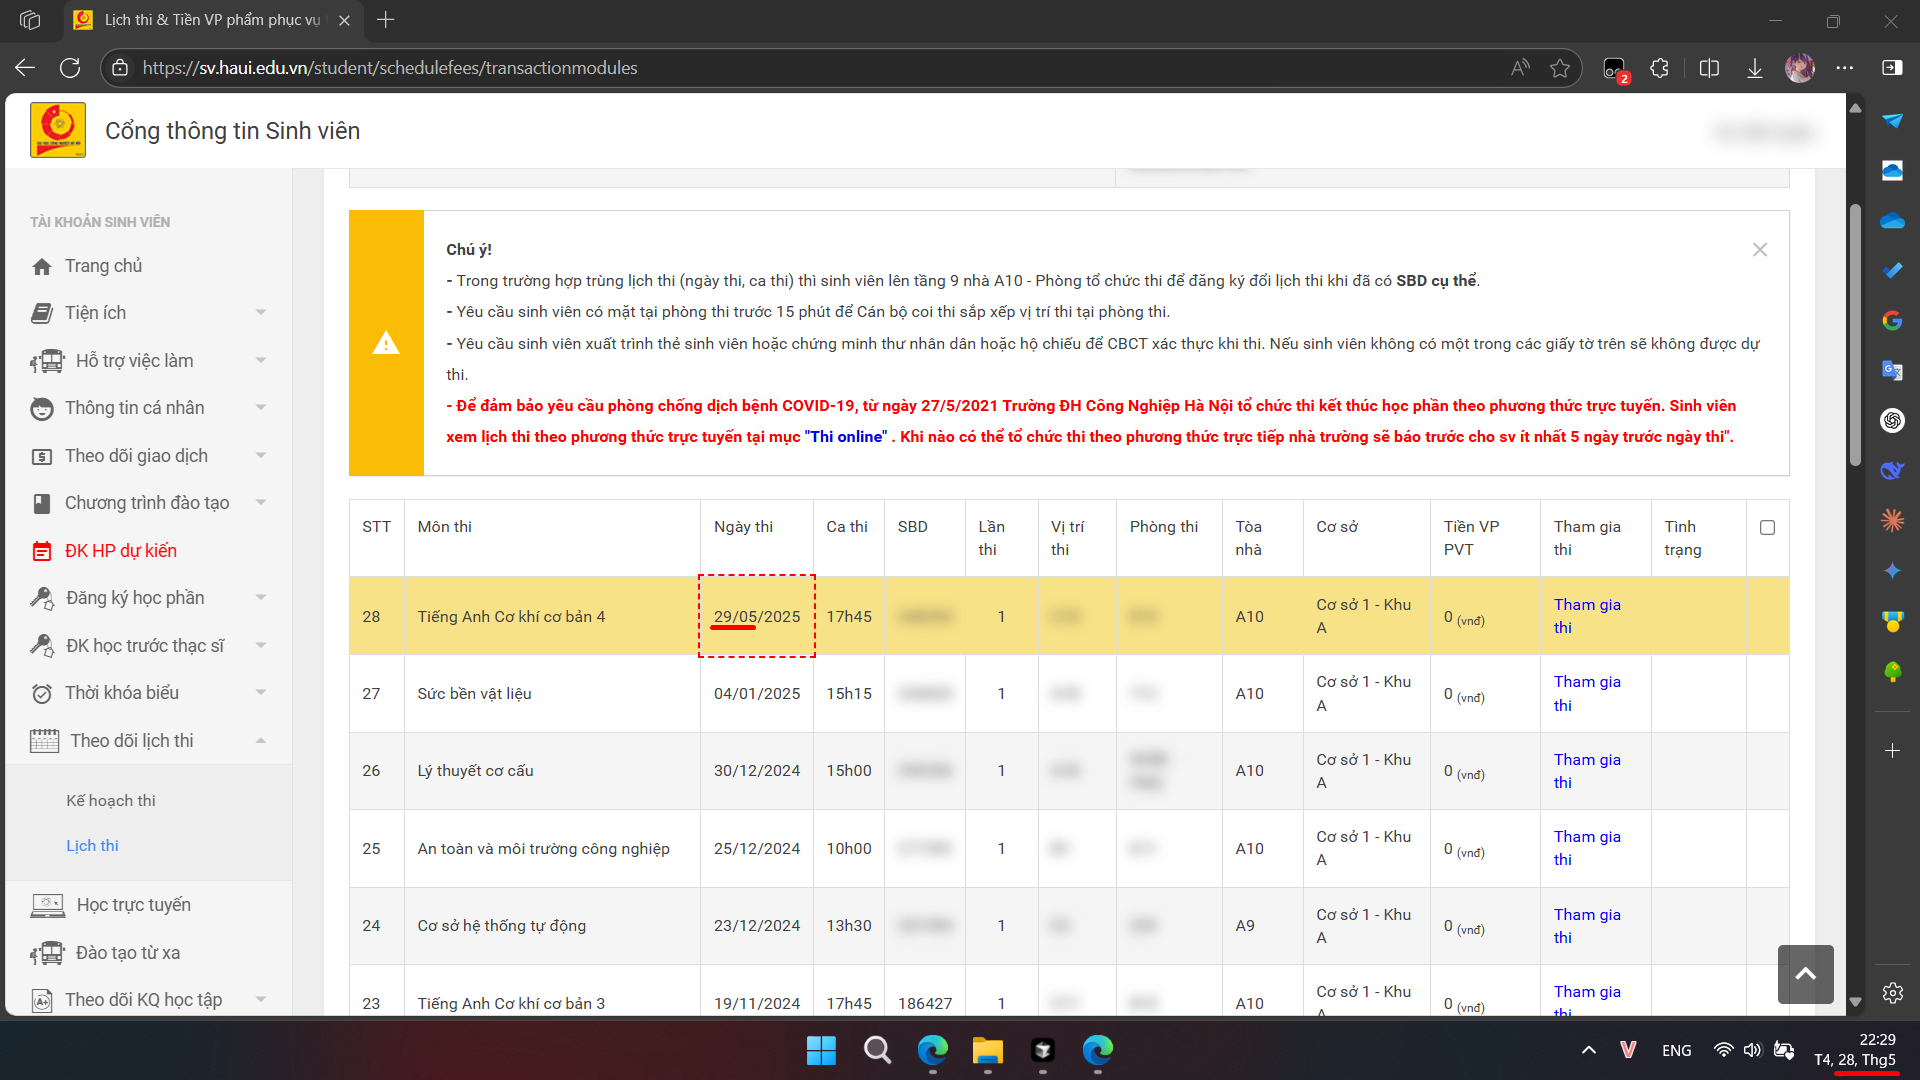 Lịch thi & Tiền VP phẩm phục vụ
https://sv.haui.edu.vn/student/schedulefees/transactionmodules
2
Cổng thông tin Sinh viên
TÀI KHOẢN SINH VIÊN
Trang chủ
Tiện ích
Hỗ trợ việc làm
Thông tin cá nhân
Theo dõi giao dịch
Chương trình đào tạo
ĐK HP dự kiến
Đăng ký học phần
ĐK học trước thạc sĩ
Thời khóa biểu
Theo dõi lịch thi
Kế hoạch thi
Lịch thi
Học trực tuyến
Đào tạo từ xa
Theo dõi KQ học tập
Chú ý!
- Trong trường hợp trùng lịch thi (ngày thi, ca thi) thì sinh viên lên tầng 9 nhà A10 - Phòng tổ chức thi để đăng ký đổi lịch thi khi đã có SBD cụ thể.
- Yêu cầu sinh viên có mặt tại phòng thi trước 15 phút để Cán bộ coi thi sắp xếp vị trí thi tại phòng thi.
- Yêu cầu sinh viên xuất trình thẻ sinh viên hoặc chứng minh thư nhân dân hoặc hộ chiếu để CBCT xác thực khi thi. Nếu sinh viên không có một trong các giấy tờ trên sẽ không được dự
thi.
- Để đảm bảo yêu cầu phòng chống dịch bệnh COVID-19, từ ngày 27/5/2021 Trường ĐH Công Nghiệp Hà Nội tổ chức thi kết thúc học phần theo phương thức trực tuyến. Sinh viên
xem lịch thi theo phương thức trực tuyến tại mục "Thi online" . Khi nào có thể tổ chức thi theo phương thức trực tiếp nhà trường sẽ báo trước cho sv ít nhất 5 ngày trước ngày thi".
STT Môn thi Ngày thi Ca thi SBD Lần thi Vị trí thi Phòng thi Tòa nhà Cơ sở Tiền VP PVT Tham gia thi Tình trạng
28 Tiếng Anh Cơ khí cơ bản 4 29/05/2025 17h45 1 A10 Cơ sở 1 - Khu A 0 (vnđ) Tham gia thi
27 Sức bền vật liệu 04/01/2025 15h15 1 A10 Cơ sở 1 - Khu A 0 (vnđ) Tham gia thi
26 Lý thuyết cơ cấu 30/12/2024 15h00 1 A10 Cơ sở 1 - Khu A 0 (vnđ) Tham gia thi
25 An toàn và môi trường công nghiệp 25/12/2024 10h00 1 A10 Cơ sở 1 - Khu A 0 (vnđ) Tham gia thi
24 Cơ sở hệ thống tự động 23/12/2024 13h30 1 A9 Cơ sở 1 - Khu A 0 (vnđ) Tham gia thi
23 Tiếng Anh Cơ khí cơ bản 3 19/11/2024 17h45 186427 1 A10 Cơ sở 1 - Khu A 0 (vnđ) Tham gia thi
ENG
22:29
T4, 28, Thg5